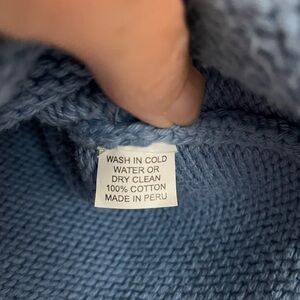 WASH IN COLD
WATER OR
DRY CLEAN
100% COTTON
MADE IN PERU